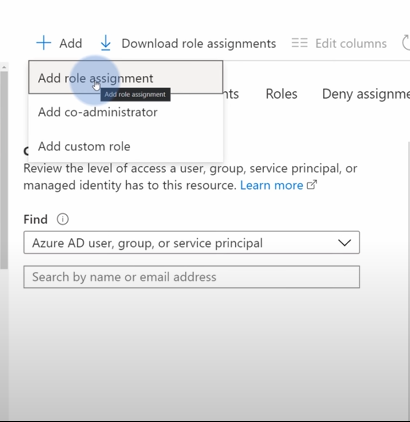 Add Download role assignments Edit columns
Add role assignment
Add role assignment
nts Roles Deny assignme
Add co-administrator
Add custom role
C
Review the level of access a user, group, service principal, or
managed identity has to this resource. Learn more
Find
Azure AD user, group, or service principal
Search by name or email address